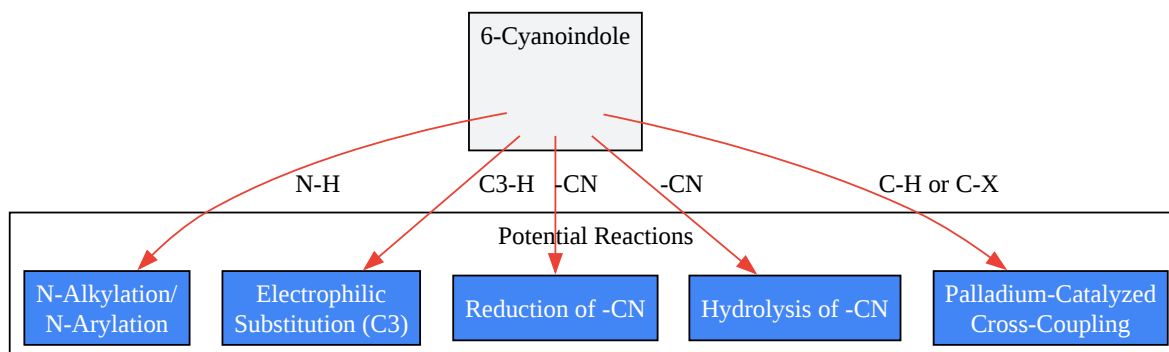 6-Cyanoindole
N-H
C3-H
-CN
-CN
C-H or C-X
Potential Reactions
N-Alkylation/
N-Arylation
Electrophilic
Substitution (C3)
Reduction of -CN
Hydrolysis of -CN
Palladium-Catalyzed
Cross-Coupling